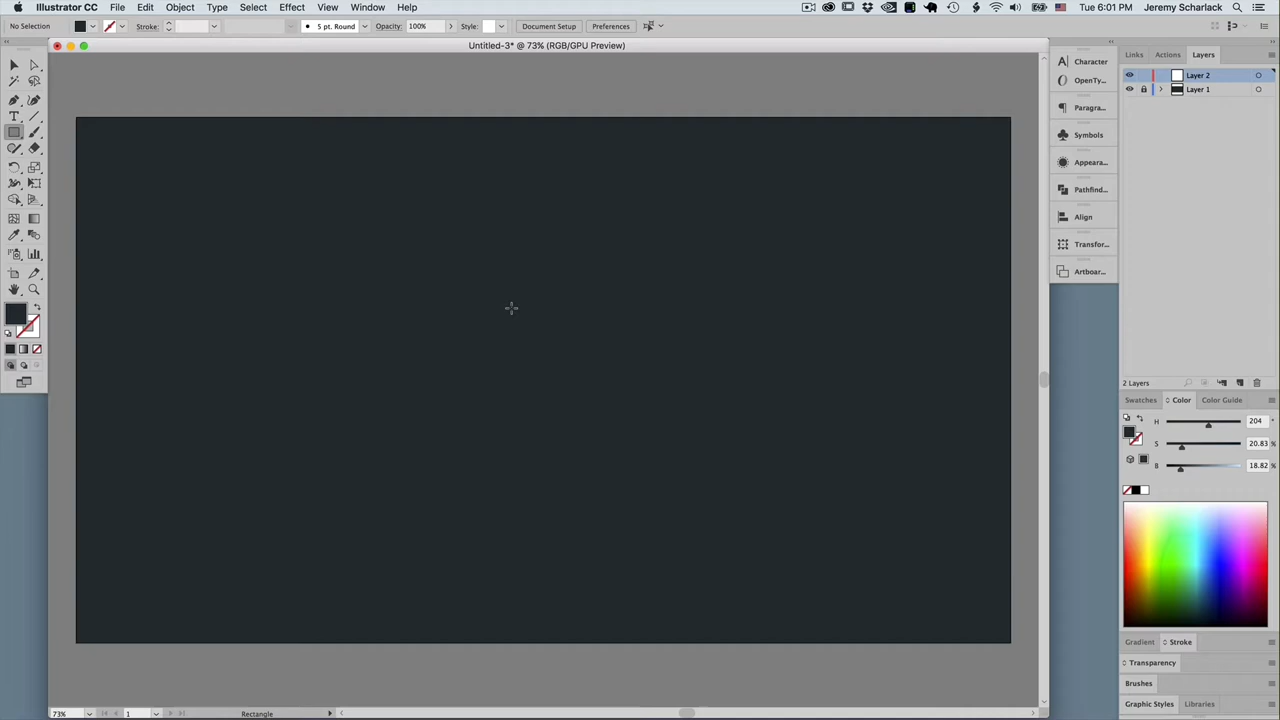 Illustrator CC File Edit Object Type Select Effect View Window Help
Tue 6:01 PM Jeremy Scharlack
No Selection Stroke: 5 pt. Round Opacity: 100% Style: Document Setup Preferences
Untitled-3* @ 73% (RGB/GPU Preview)
Character
OpenTy...
Paragra...
Symbols
Appeara...
Pathfind...
Align
Transfor...
Artboar...
Links Actions Layers
Layer 2
Layer 1
2 Layers
Swatches Color Color Guide
H 204 °
S 20.83 %
B 18.82 %
Gradient Stroke
Transparency
Brushes
Graphic Styles Libraries
73% 1 Rectangle